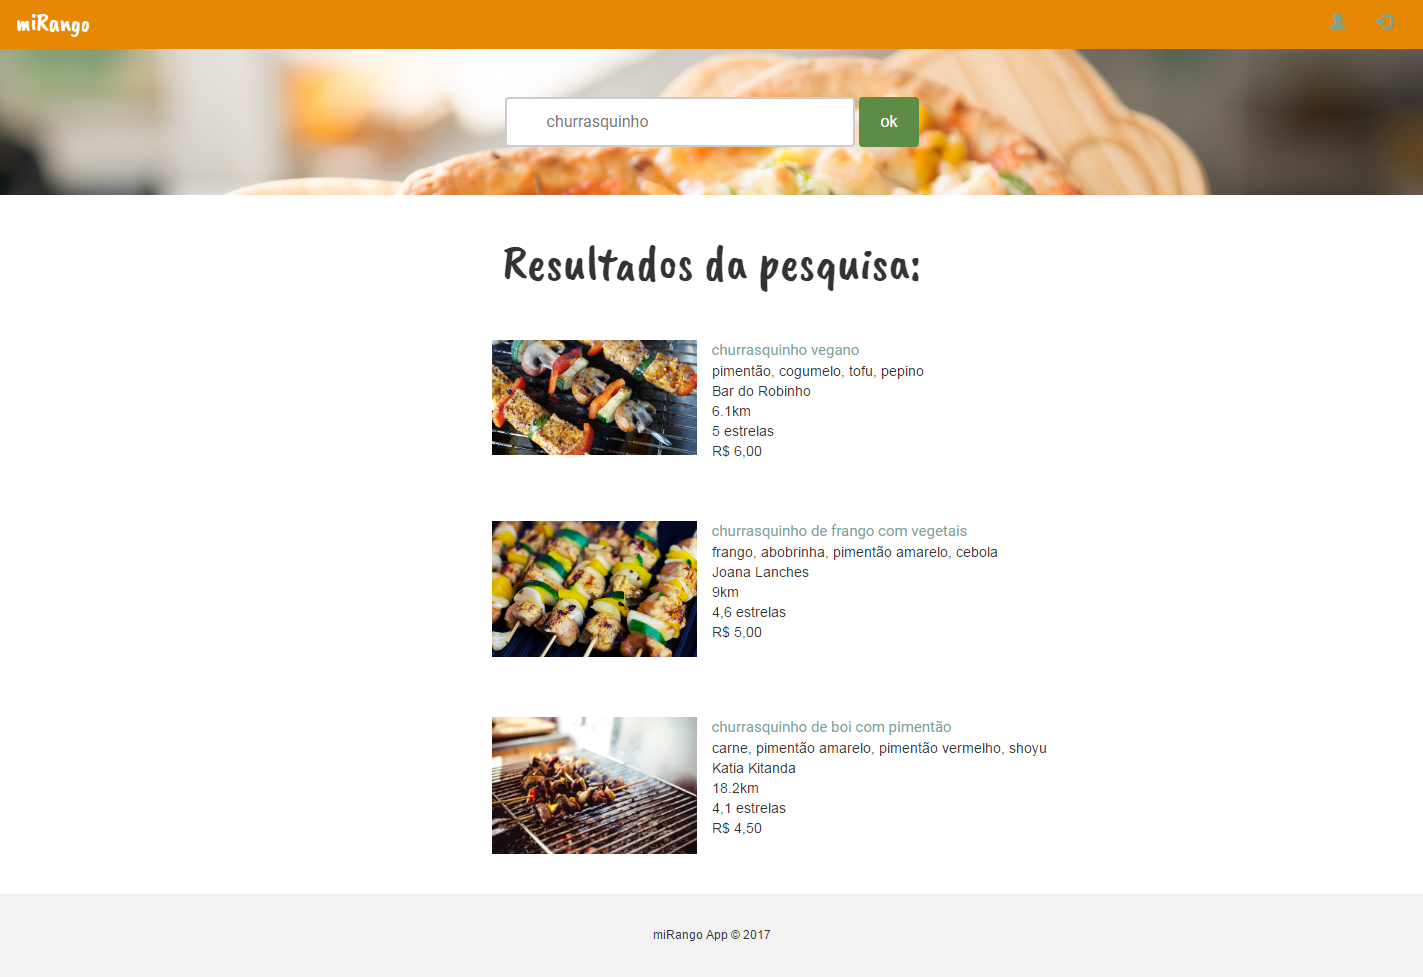 miRango
churrasquinho
ok
Resultados da pesquisa:
churrasquinho vegano
pimentão, cogumelo, tofu, pepino
Bar do Robinho
6.1km
5 estrelas
R$ 6,00
churrasquinho de frango com vegetais
frango, abobrinha, pimentão amarelo, cebola
Joana Lanches
9km
4,6 estrelas
R$ 5,00
churrasquinho de boi com pimentão
carne, pimentão amarelo, pimentão vermelho, shoyu
Katia Kitanda
18.2km
4,1 estrelas
R$ 4,50
miRango App © 2017